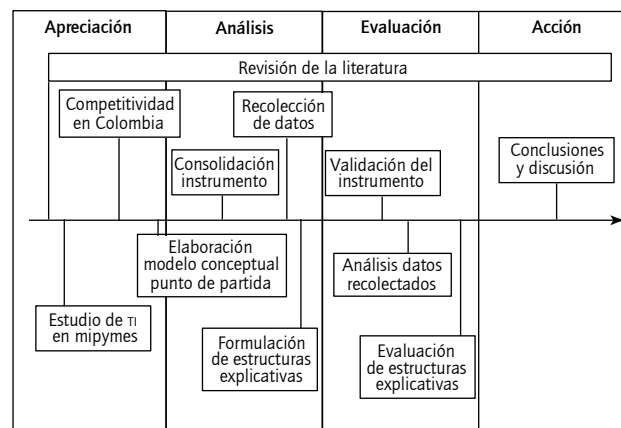 Apreciación
Análisis
Evaluación
Acción
Revisión de la literatura
Competitividad
en Colombia
Recolección
de datos
Consolidación
instrumento
Validación del
instrumento
Conclusiones
y discusión
Elaboración
modelo conceptual
punto de partida
Análisis datos
recolectados
Estudio de TI
en mipymes
Formulación
de estructuras
explicativas
Evaluación
de estructuras
explicativas